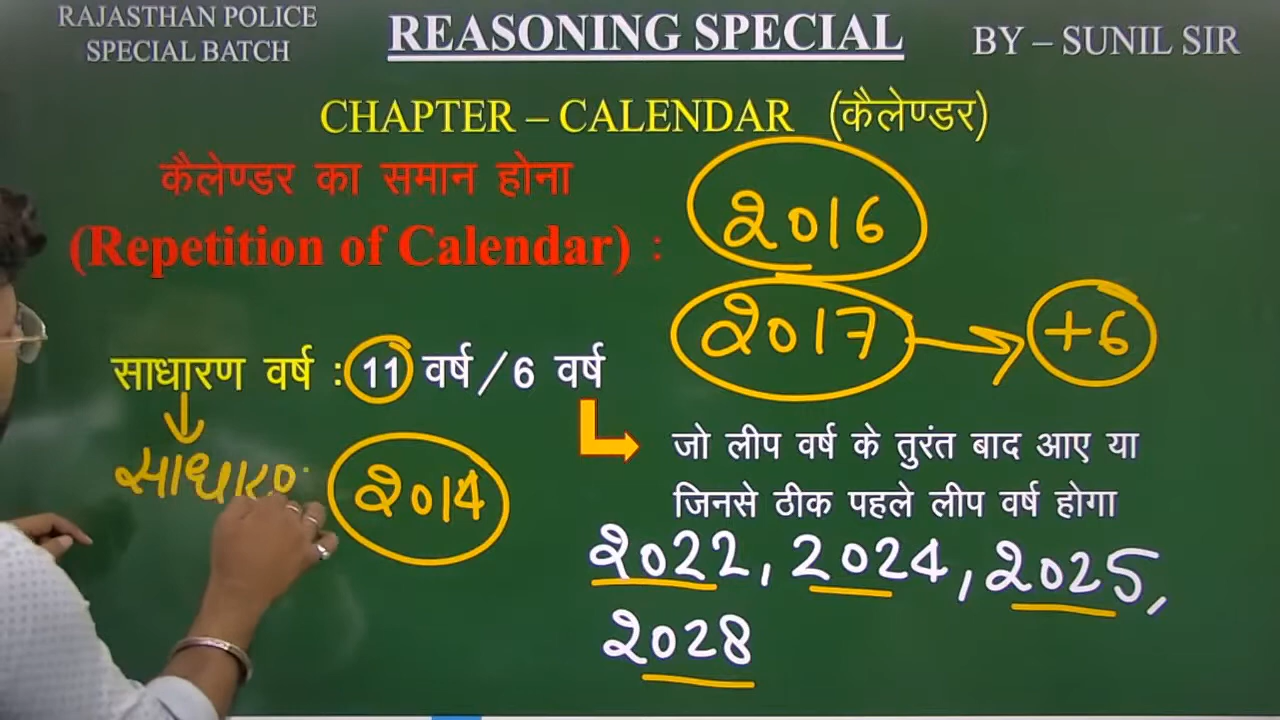 RAJASTHAN POLICE
SPECIAL BATCH
REASONING SPECIAL
BY – SUNIL SIR
CHAPTER – CALENDAR (कैलेण्डर)
कैलेण्डर का समान होना
(Repetition of Calendar) :
2016
2017 → +6
साधारण वर्ष : 11 वर्ष / 6 वर्ष
जो लीप वर्ष के तुरंत बाद आए या
जिनसे ठीक पहले लीप वर्ष होगा
साधारण
2014
2022, 2024, 2025,
2028